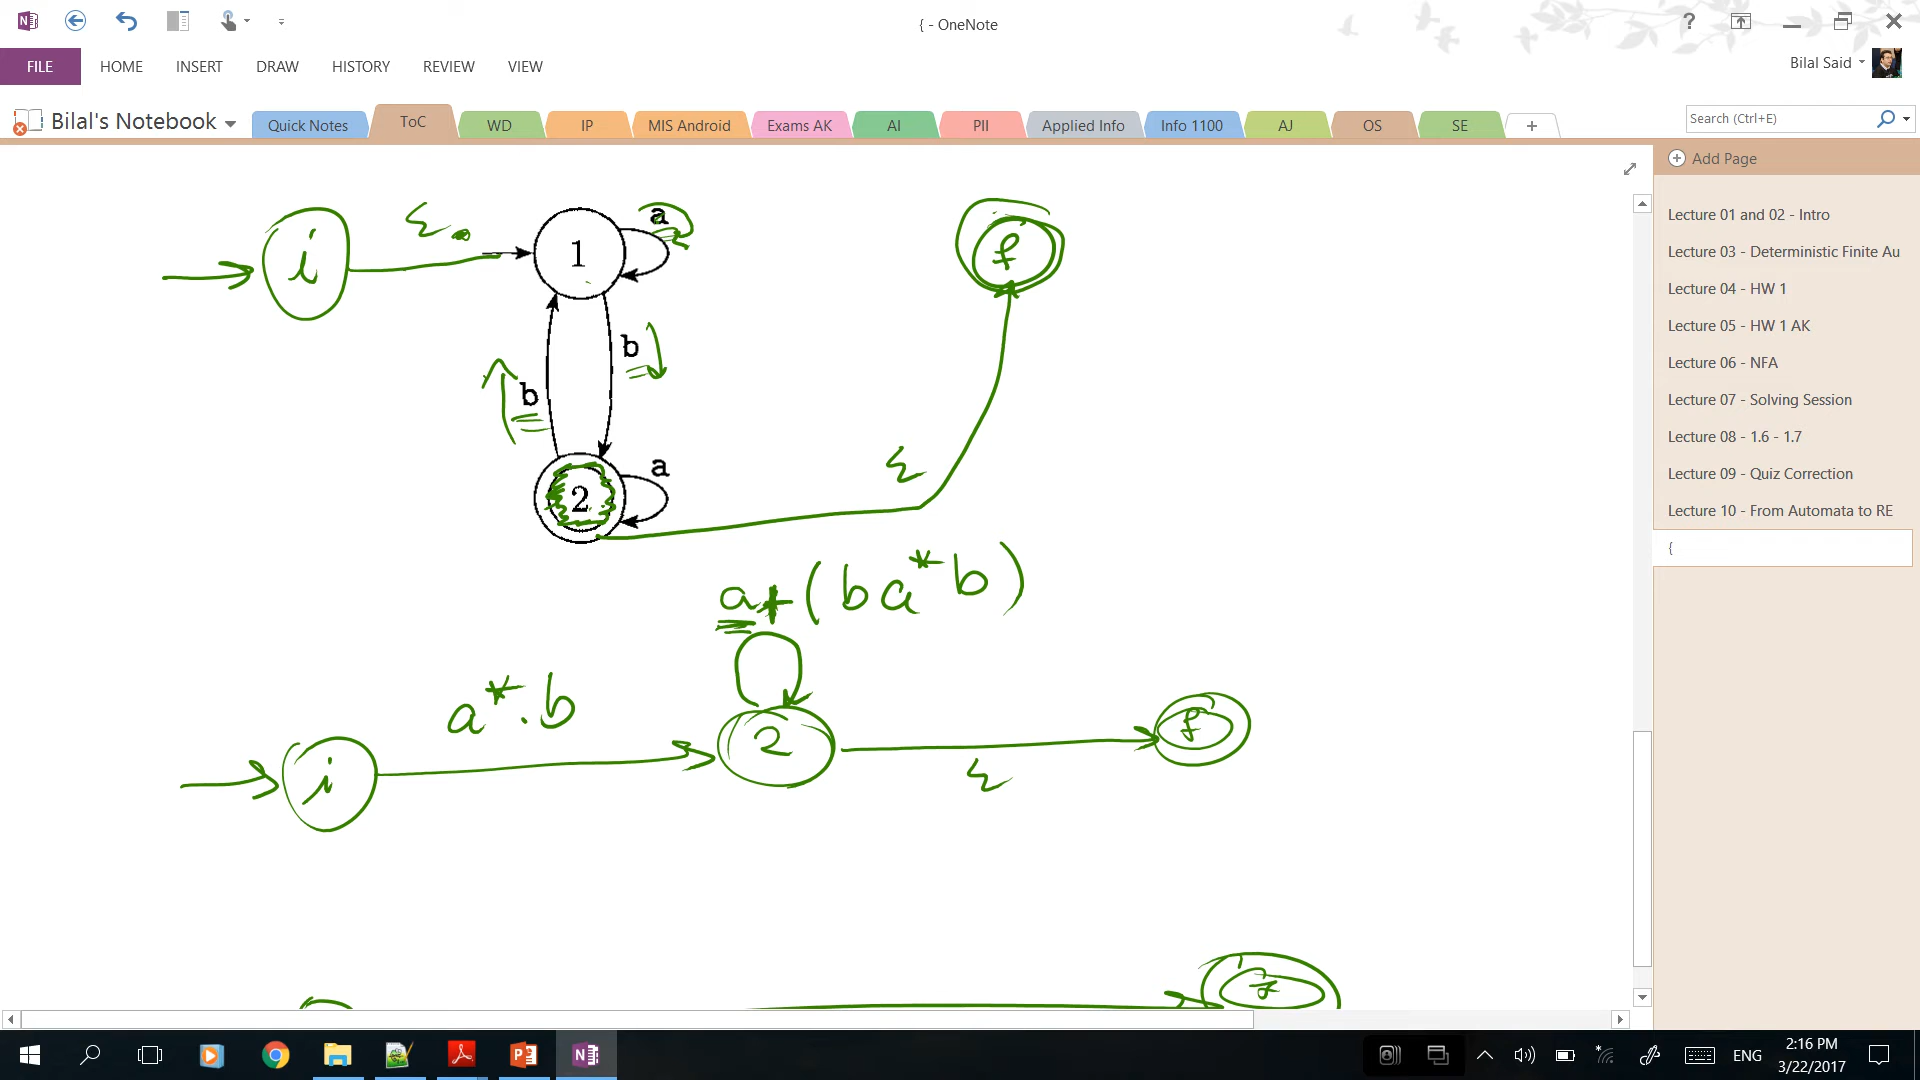 { - OneNote
?
FILE HOME INSERT DRAW HISTORY REVIEW VIEW
Bilal Said
Bilal's Notebook
Quick Notes ToC WD IP MIS Android Exams AK AI PII Applied Info Info 1100 AJ OS SE +
Search (Ctrl+E)
Add Page
Lecture 01 and 02 - Intro
Lecture 03 - Deterministic Finite Au
Lecture 04 - HW 1
Lecture 05 - HW 1 AK
Lecture 06 - NFA
Lecture 07 - Solving Session
Lecture 08 - 1.6 - 1.7
Lecture 09 - Quiz Correction
Lecture 10 - From Automata to RE
{
i ε 1 a f
b
b
2 a ε
a + (ba*b)
a*.b
i 2 ε f
f
ENG
2:16 PM
3/22/2017